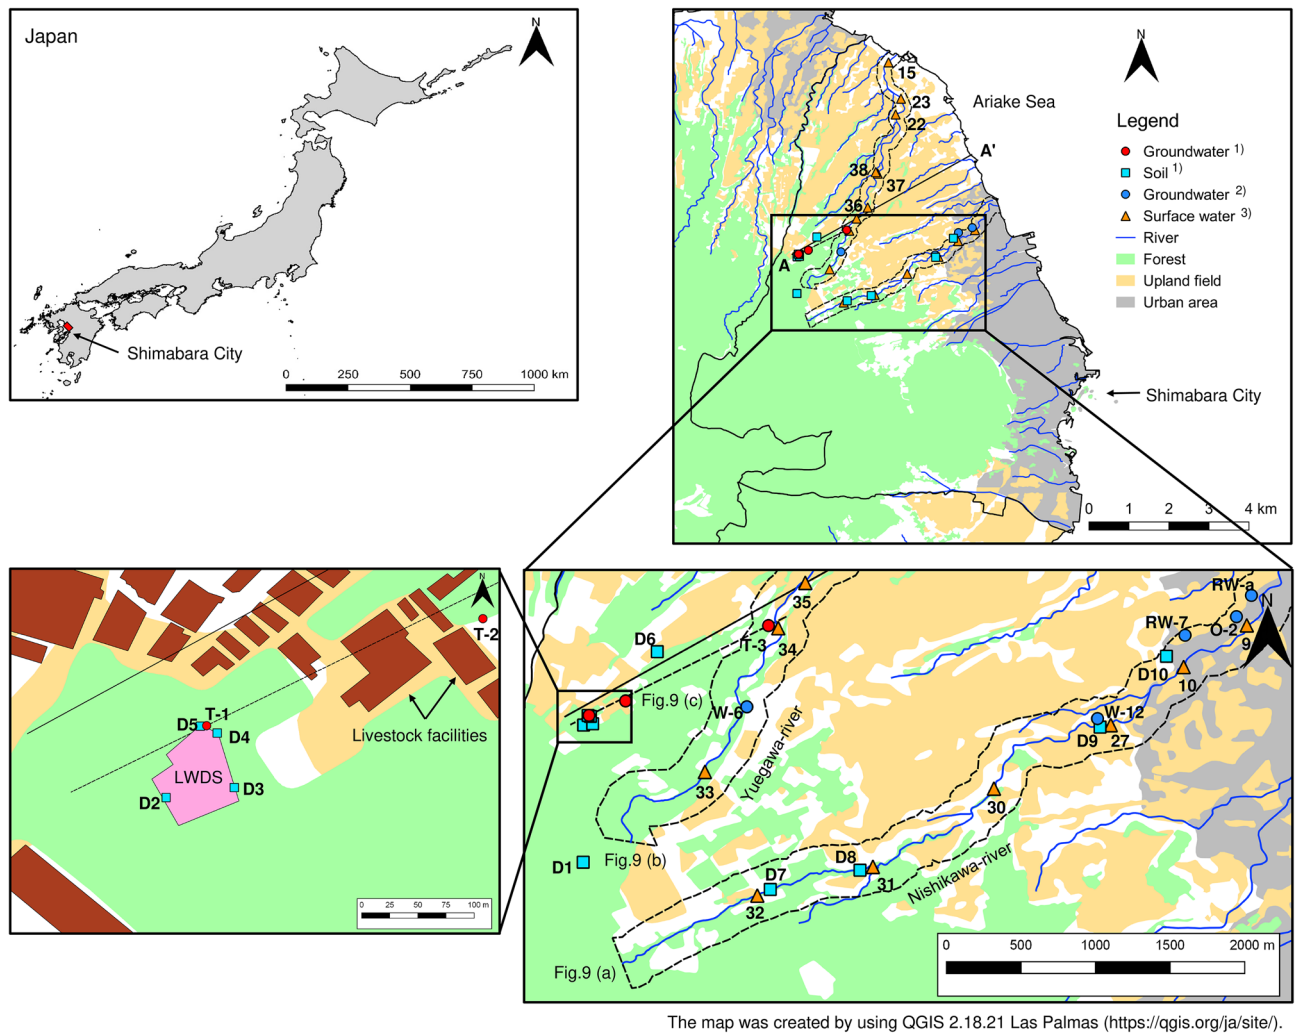 Japan
N
Shimabara City
0 250 500 750 1000 km
N
15
Ariake Sea
23
22
Legend
A'
Groundwater 1)
38
Soil 1)
37
Groundwater 2)
36
Surface water 3)
River
A
Forest
Upland field
Urban area
Shimabara City
0 1 2 3 4 km
N
T-2
T-1
D5
D4
Livestock facilities
LWDS
D3
D2
0 25 50 75 100 m
RW-a
N
35
RW-7
O-2
D6
T-3
34
9
D10
10
Fig.9 (c)
W-6
W-12
Yuegawa-river
D9
27
33
30
Fig.9 (b)
D8
D1
D7
31
Nishikawa-river
32
Fig.9 (a)
0 500 1000 1500 2000 m
The map was created by using QGIS 2.18.21 Las Palmas (https://qgis.org/ja/site/).